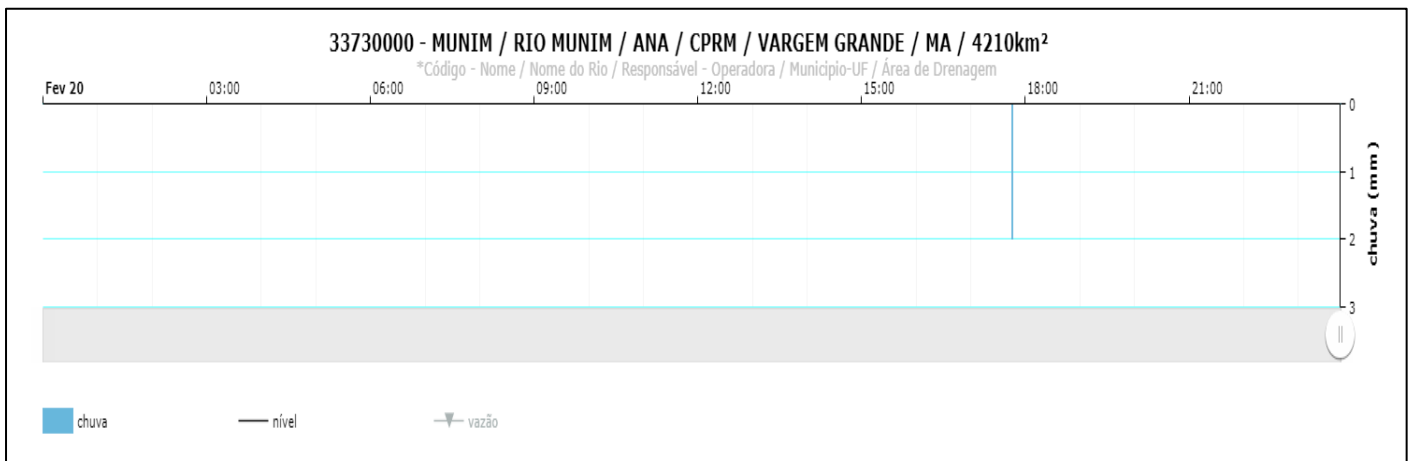 33730000 - MUNIM / RIO MUNIM / ANA / CPRM / VARGEM GRANDE / MA / 4210km²
*Código - Nome / Nome do Rio / Responsável - Operadora / Municipio-UF / Área de Drenagem
Fev 20 03:00 06:00 09:00 12:00 15:00 18:00 21:00
0
1
2
3
chuva (mm)
chuva nível vazão